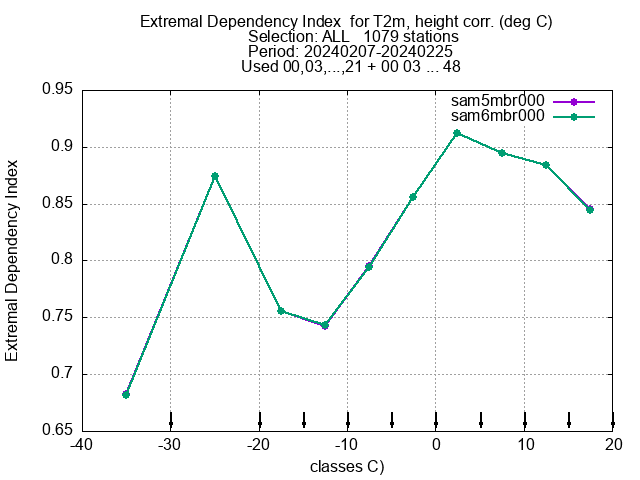 Extremal Dependency Index  for T2m, height corr. (deg C)
Selection: ALL   1079 stations
Period: 20240207-20240225
Used 00,03,...,21 + 00 03 ... 48
sam5mbr000
sam6mbr000
Extremal Dependency Index
0.95
0.9
0.85
0.8
0.75
0.7
0.65
-40 -30 -20 -10 0 10 20
classes C)